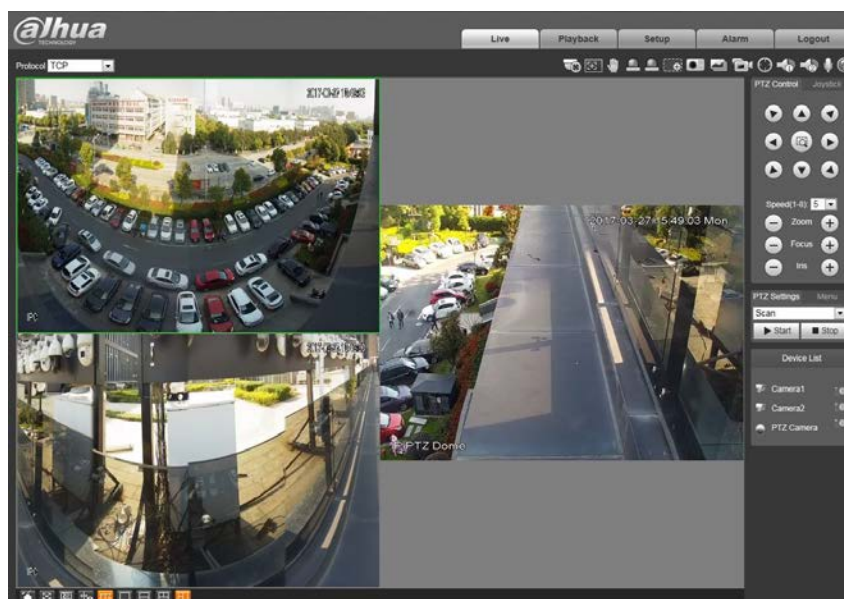 alhua
TECHNOLOGY
Live
Playback
Setup
Alarm
Logout
Protocol
TCP
PTZ Control
Joystick
2017-03-27 15:49:03 Mon
Speed(1-8):
5
Zoom
Focus
Iris
IPC
PTZ Settings
Menu
Scan
Start
Stop
Device List
Camera1
Camera2
PTZ Camera
IP PTZ Dome
IPC